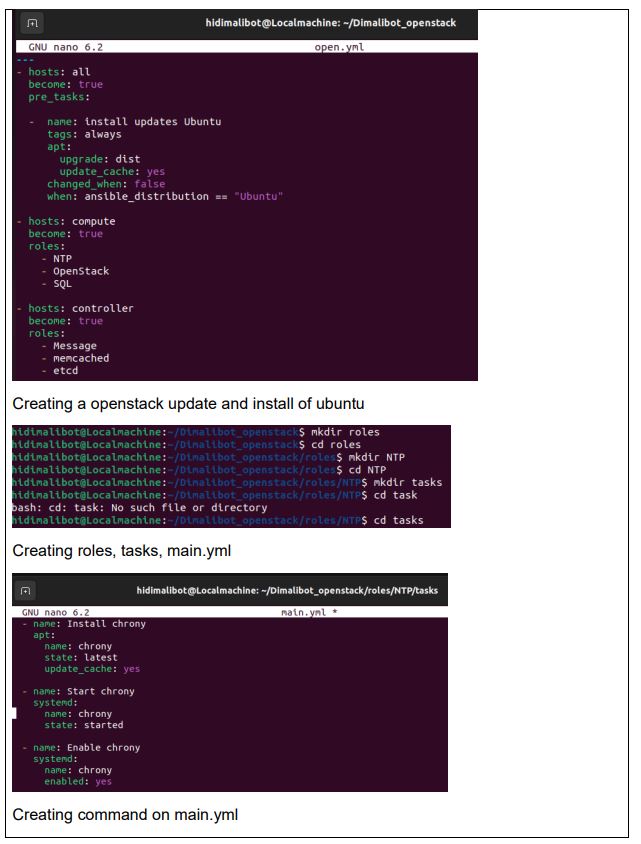 hidimalibot@Localmachine: ~/Dimalibot_openstack
GNU nano 6.2 open.yml
---
- hosts: all
become: true
pre_tasks:
- name: install updates Ubuntu
tags: always
apt:
upgrade: dist
update_cache: yes
changed_when: false
when: ansible_distribution == "Ubuntu"
- hosts: compute
become: true
roles:
- NTP
- OpenStack
- SQL
- hosts: controller
become: true
roles:
- Message
- memcached
- etcd
Creating a openstack update and install of ubuntu
hidimalibot@Localmachine:~/Dimalibot_openstack$ mkdir roles
hidimalibot@Localmachine:~/Dimalibot_openstack$ cd roles
hidimalibot@Localmachine:~/Dimalibot_openstack/roles$ mkdir NTP
hidimalibot@Localmachine:~/Dimalibot_openstack/roles$ cd NTP
hidimalibot@Localmachine:~/Dimalibot_openstack/roles/NTP$ mkdir tasks
hidimalibot@Localmachine:~/Dimalibot_openstack/roles/NTP$ cd task
bash: cd: task: No such file or directory
hidimalibot@Localmachine:~/Dimalibot_openstack/roles/NTP$ cd tasks
Creating roles, tasks, main.yml
hidimalibot@Localmachine: ~/Dimalibot_openstack/roles/NTP/tasks
GNU nano 6.2 main.yml *
- name: Install chrony
apt:
name: chrony
state: latest
update_cache: yes
- name: Start chrony
systemd:
name: chrony
state: started
- name: Enable chrony
systemd:
name: chrony
enabled: yes
Creating command on main.yml